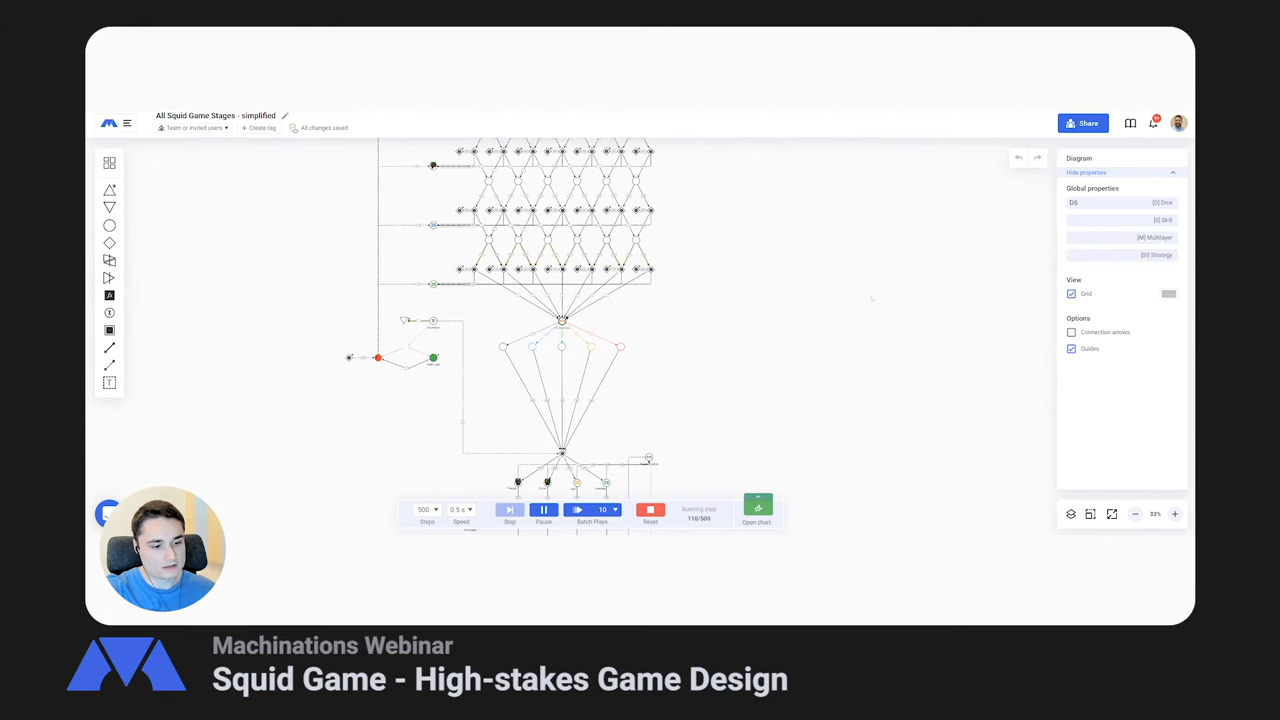 All Squid Game Stages - simplified
Team or Invited users
+ Create tag
All changes saved
Share
Diagram
Hide properties
Global properties
D6
[D] Dice
[S] Skill
[M] Multilayer
[St] Strategy
View
Grid
Options
Connection arrows
Guides
500
Steps
0.5 s
Speed
Step
Pause
10
Batch Plays
Reset
Running step
110/500
Open chart
33%
Machinations Webinar
Squid Game - High-stakes Game Design